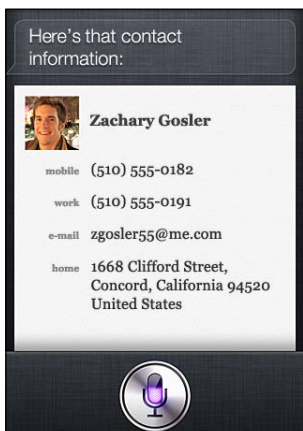 Here's that contact
information:
Zachary Gosler
mobile (510) 555-0182
work (510) 555-0191
e-mail zgosler55@me.com
home 1668 Clifford Street,
Concord, California 94520
United States